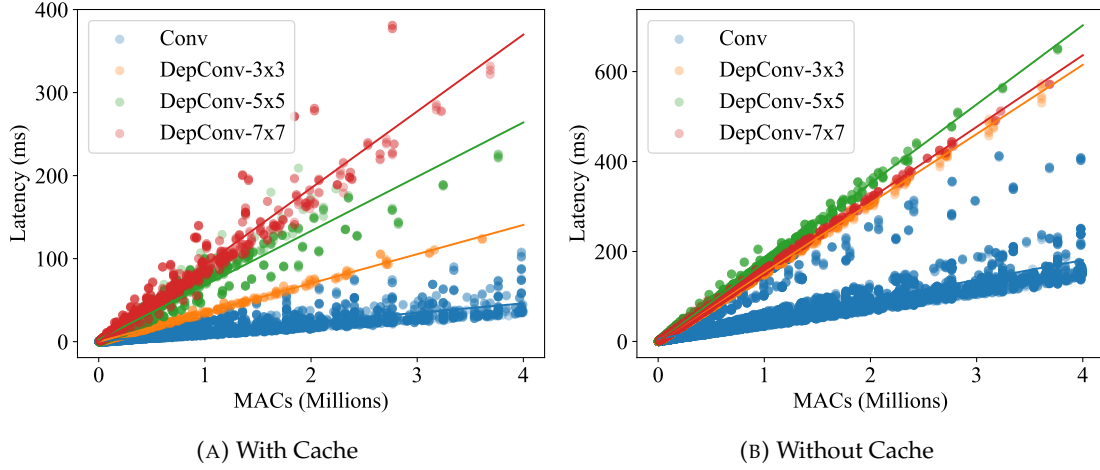 400
300
200
100
0
Latency (ms)
Conv
DepConv-3x3
DepConv-5x5
DepConv-7x7
0 1 2 3 4
MACs (Millions)
(A) With Cache
600
400
200
0
Latency (ms)
Conv
DepConv-3x3
DepConv-5x5
DepConv-7x7
0 1 2 3 4
MACs (Millions)
(B) Without Cache